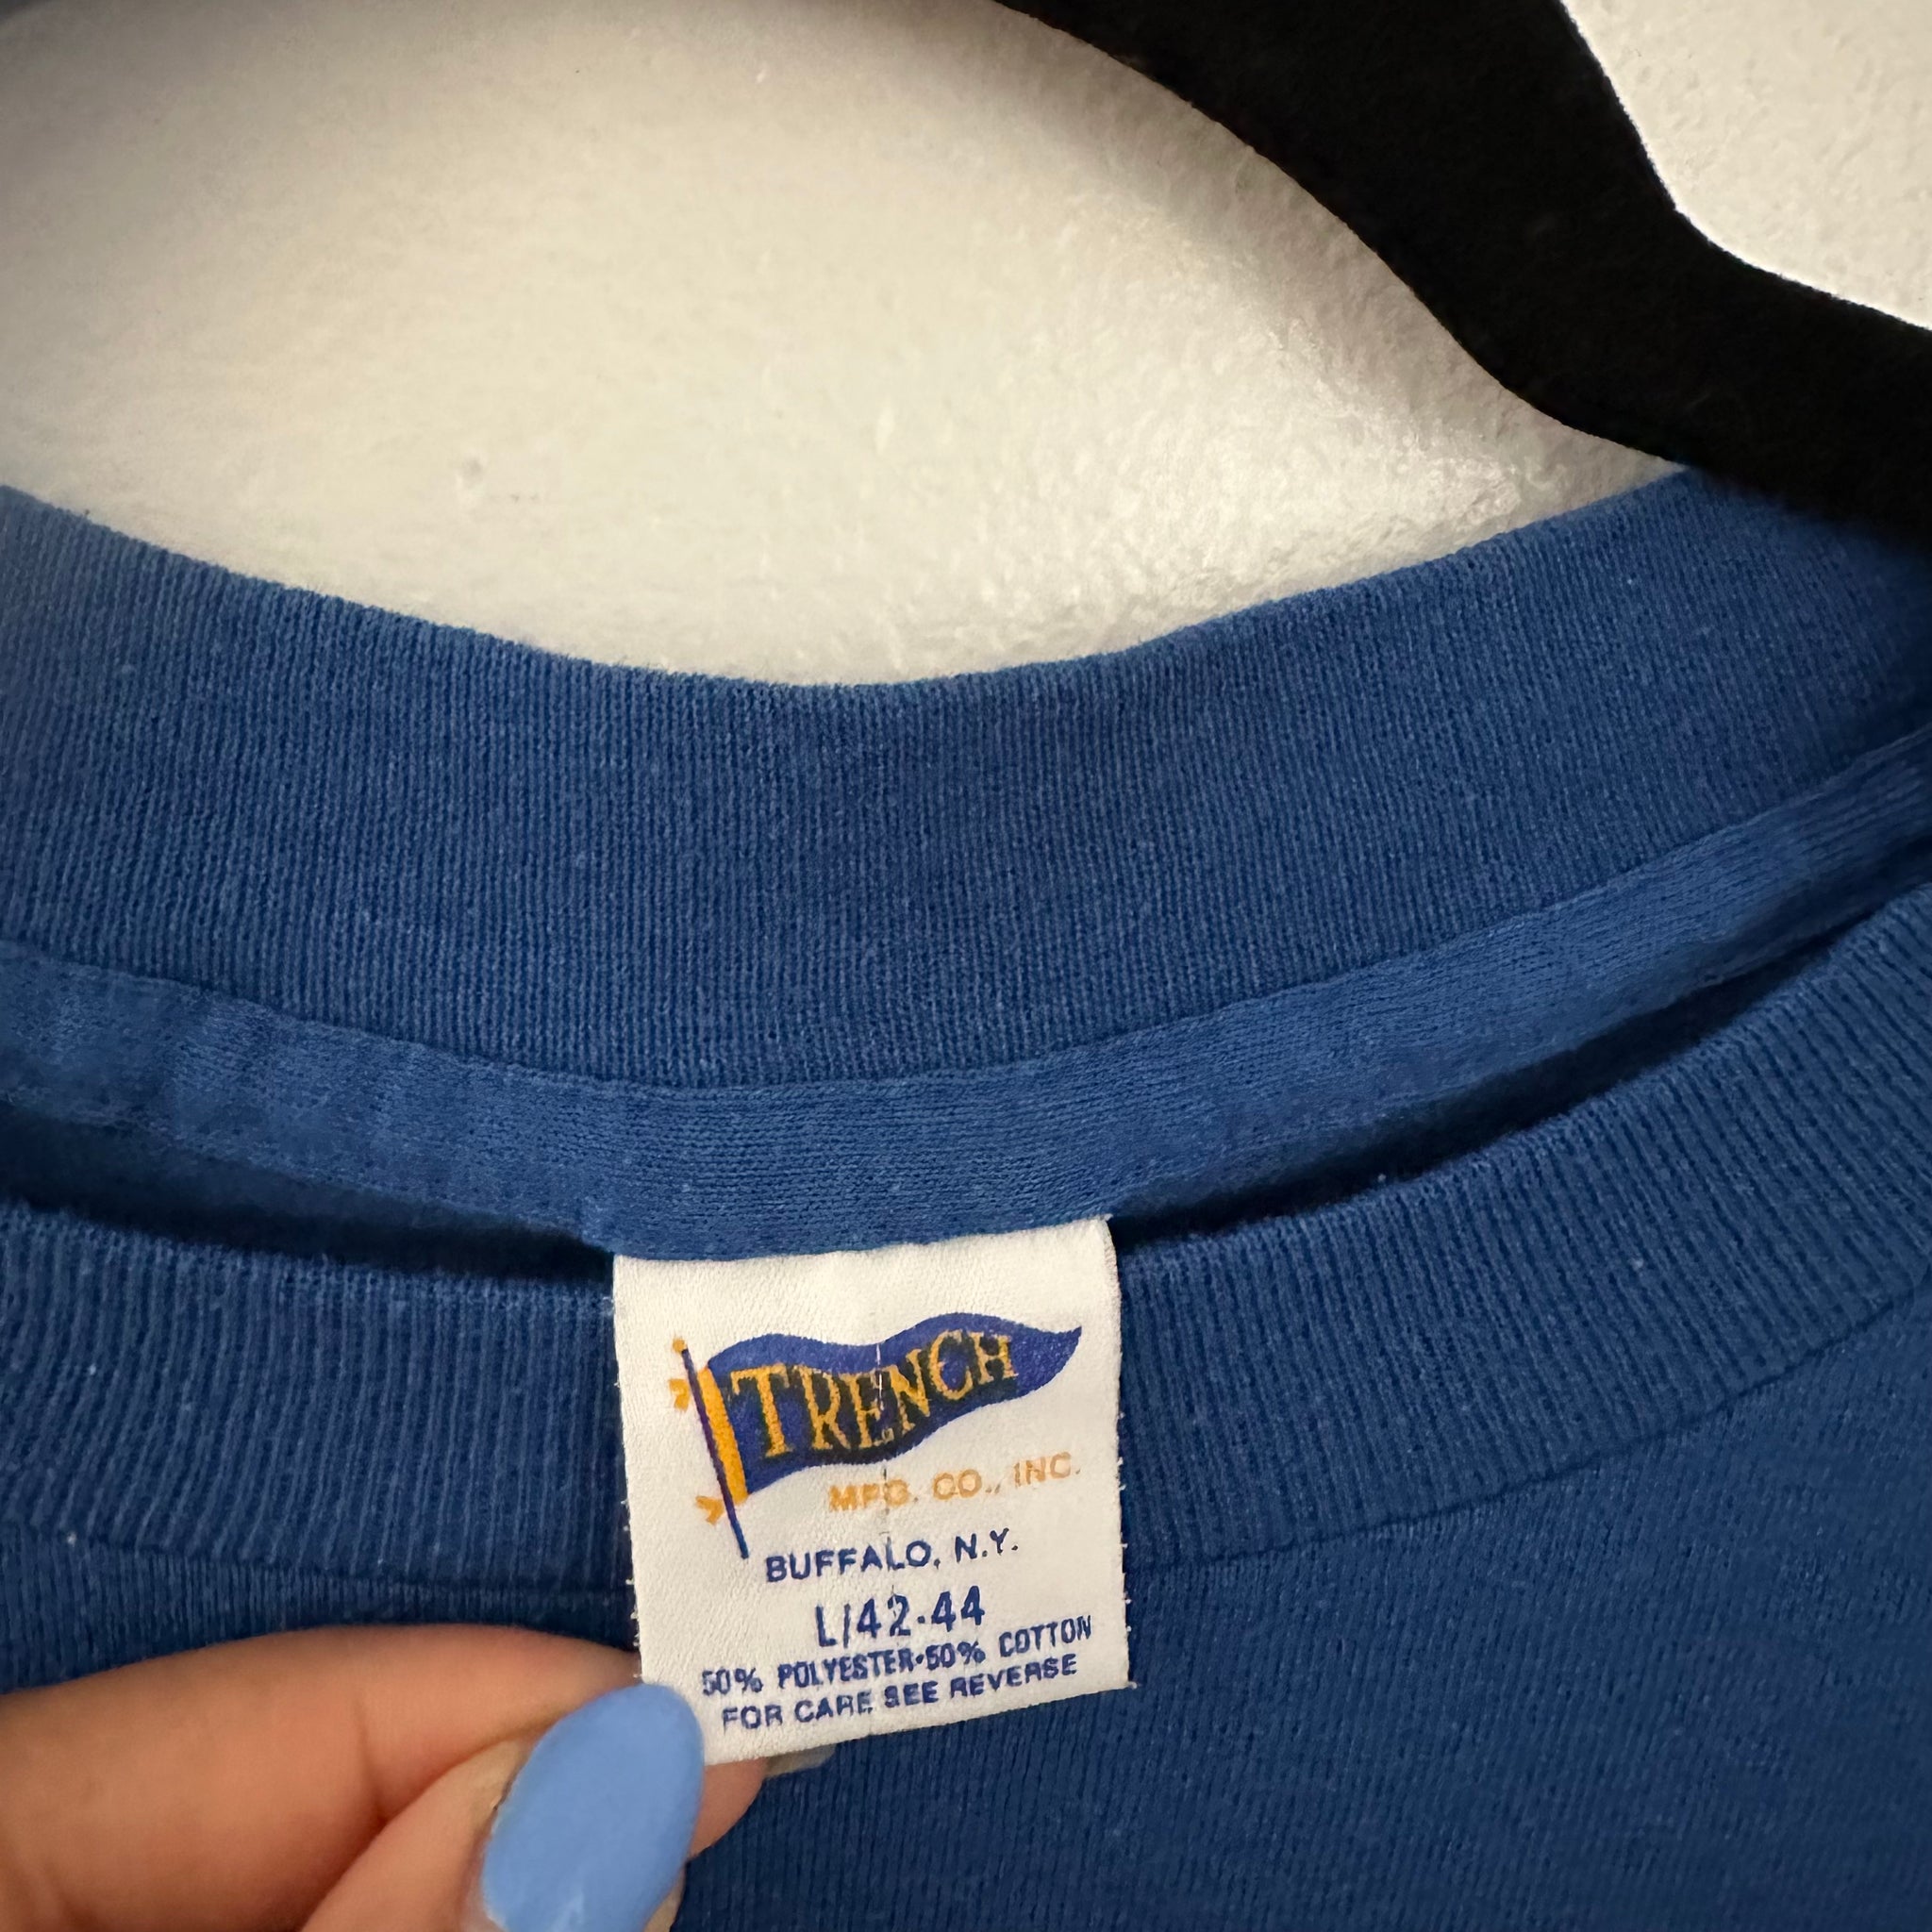 TRENCH
MFG. CO., INC.
BUFFALO, N.Y.
L/42-44
50% POLYESTER•50% COTTON
FOR CARE SEE REVERSE